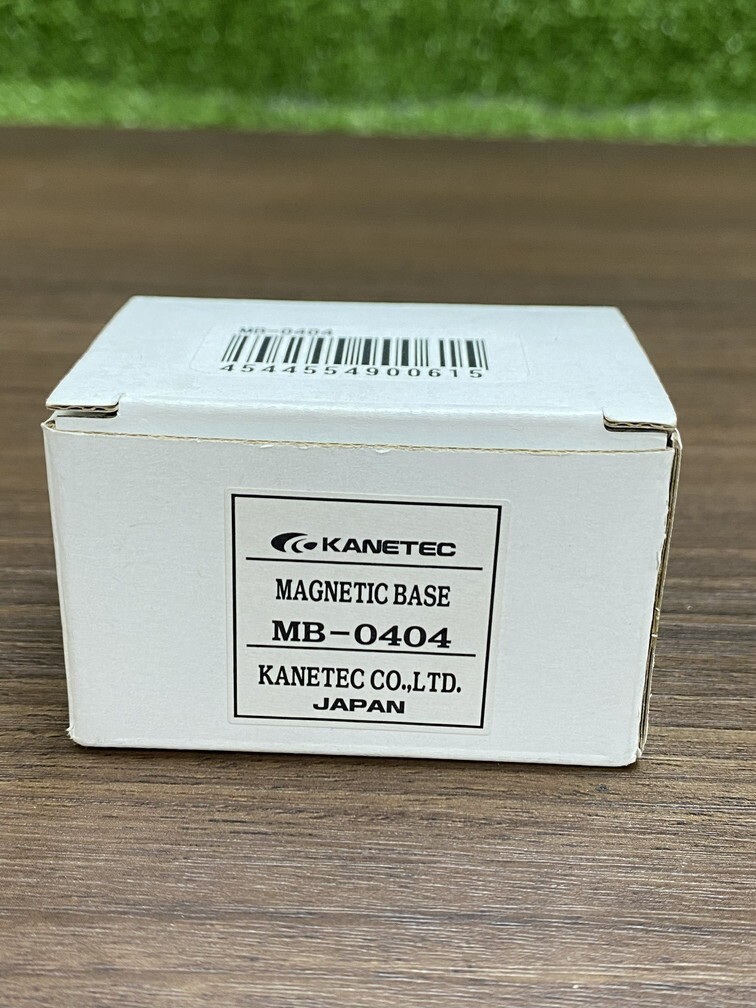 MB-0404
4544554900615
KANETEC
MAGNETIC BASE
MB-0404
KANETEC CO.,LTD.
JAPAN